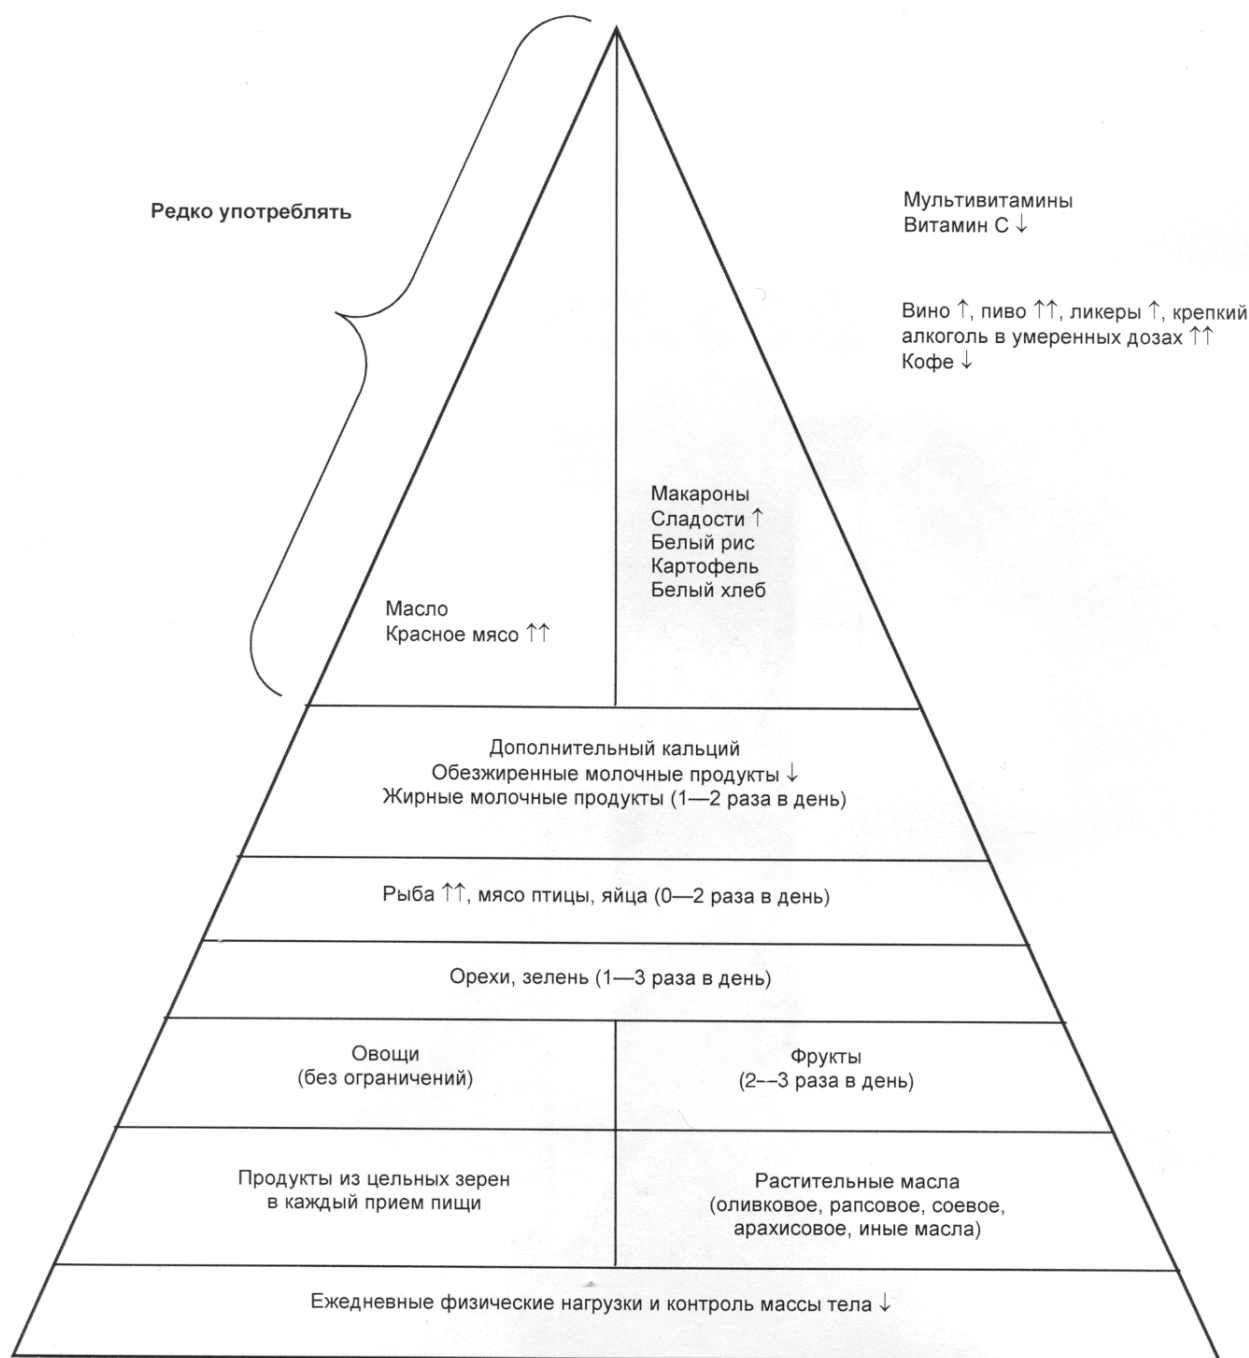 Редко употреблять
Мультивитамины
Витамин С ↓
Вино ↑, пиво ↑↑, ликеры ↑, крепкий
алкоголь в умеренных дозах ↑↑
Кофе ↓
Макароны
Сладости ↑
Белый рис
Картофель
Белый хлеб
Масло
Красное мясо ↑↑
Дополнительный кальций
Обезжиренные молочные продукты ↓
Жирные молочные продукты (1—2 раза в день)
Рыба ↑↑, мясо птицы, яйца (0—2 раза в день)
Орехи, зелень (1—3 раза в день)
Овощи
(без ограничений)
Фрукты
(2—3 раза в день)
Продукты из цельных зерен
в каждый прием пищи
Растительные масла
(оливковое, рапсовое, соевое,
арахисовое, иные масла)
Ежедневные физические нагрузки и контроль массы тела ↓